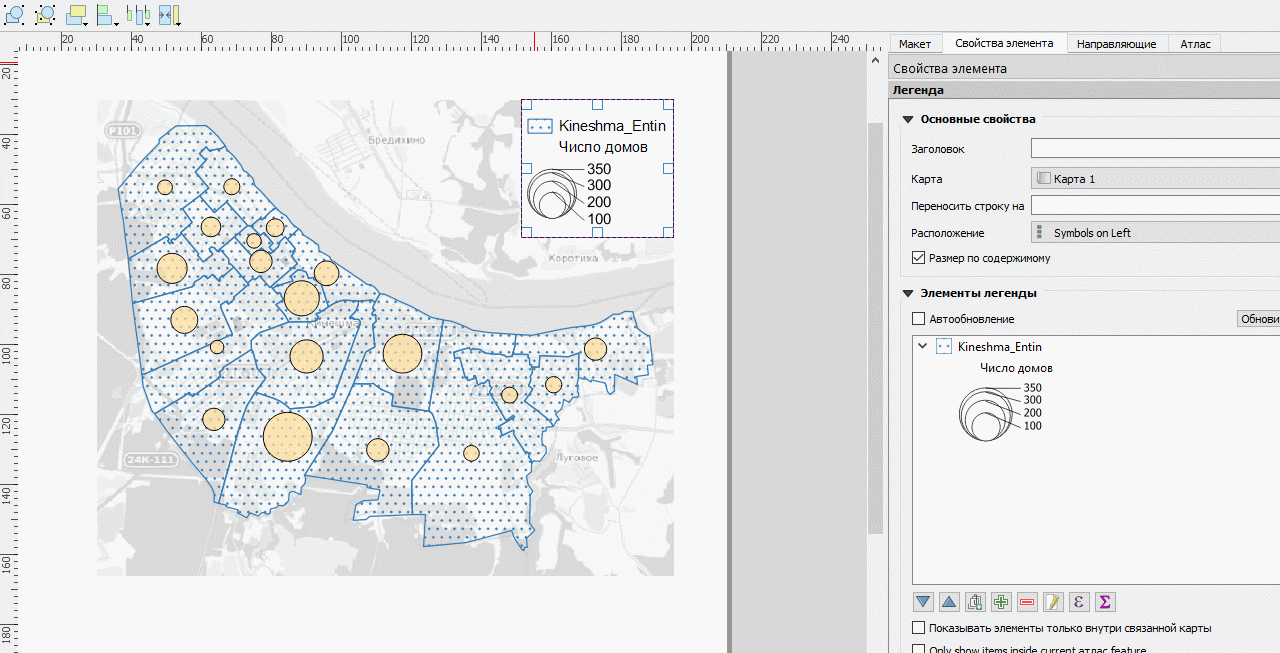 20 40 60 80 100 120 140 160 180 200 220 240
20
40
60
80
100
120
140
160
180
P101
Бредихино
Коротиха
Кинешма
Луговое
24К-111
Kineshma_Entin
Число домов
350
300
200
100
Макет Свойства элемента Направляющие Атлас
Свойства элемента
Легенда
Основные свойства
Заголовок
Карта Карта 1
Переносить строку на
Расположение Symbols on Left
Размер по содержимому
Элементы легенды
Автообновление Обнови
Kineshma_Entin
Число домов
350
300
200
100
ε Σ
Показывать элементы только внутри связанной карты
Only show items inside current атлас feature